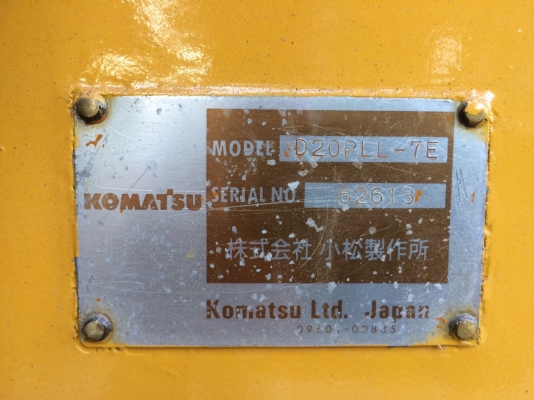 MODEL D20PLL-7E
KOMATSU SERIAL NO. 62613
株式会社 小松製作所
Komatsu Ltd. Japan